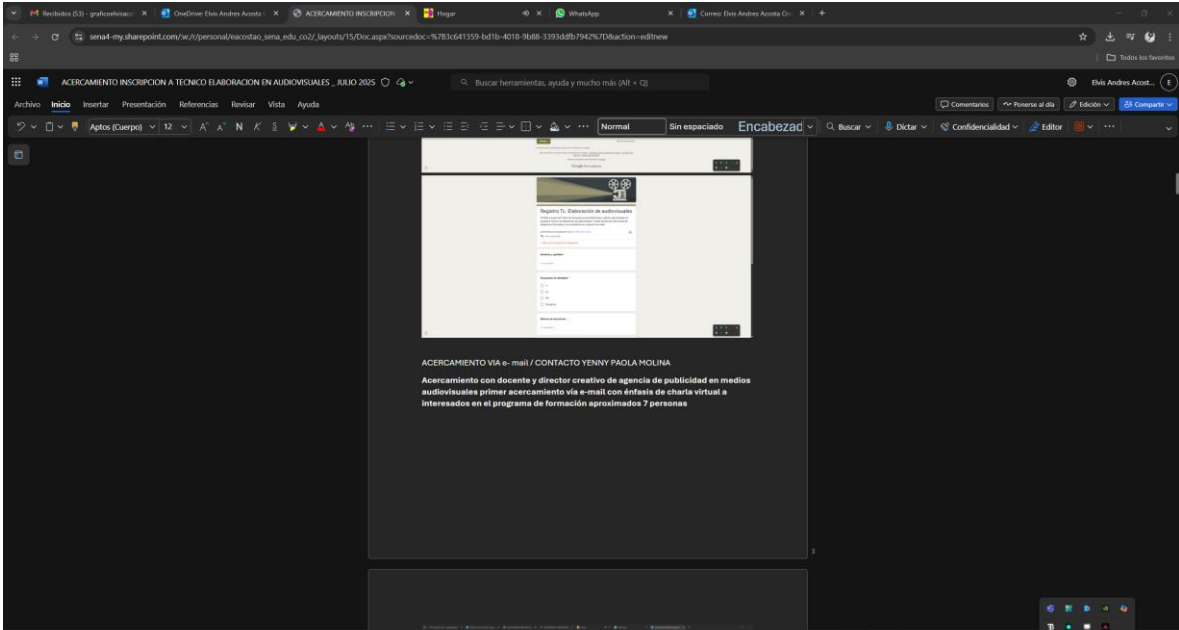 Recibidos (53) - graficoelvisaco
OneDrive: Elvis Andres Acosta
ACERCAMIENTO INSCRIPCION
Hogar
WhatsApp
Correo: Elvis Andres Acosta O
sena4-my.sharepoint.com/:w:/r/personal/eacostao_sena_edu_co2/_layouts/15/Doc.aspx?sourcedoc=%7B3c641359-bd1b-4018-9b88-3393ddfb7942%7D&action=editnew
Todos los favoritos
ACERCAMIENTO INSCRIPCION A TECNICO ELABORACION EN AUDIOVISUALES _ JULIO 2025
Buscar herramientas, ayuda y mucho más (Alt + Q)
Elvis Andres Acost... E
Archivo Inicio Insertar Presentación Referencias Revisar Vista Ayuda
Comentarios Ponerse al día Edición Compartir
Aptos (Cuerpo) 12 A A N K S A Normal Sin espaciado Encabezad Buscar Dictar Confidencialidad Editor
Registro Tc. Elaboración de audiovisuales
ACERCAMIENTO VIA e- mail / CONTACTO YENNY PAOLA MOLINA
Acercamiento con docente y director creativo de agencia de publicidad en medios
audiovisuales primer acercamiento vía e-mail con énfasis de charla virtual a
interesados en el programa de formación aproximados 7 personas
3